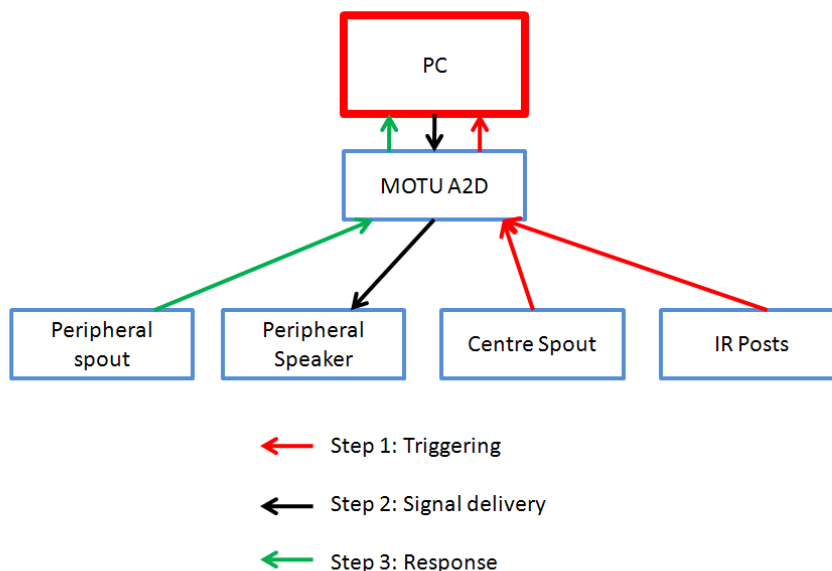 PC
MOTU A2D
Peripheral
spout
Peripheral
Speaker
Centre Spout
IR Posts
Step 1: Triggering
Step 2: Signal delivery
Step 3: Response